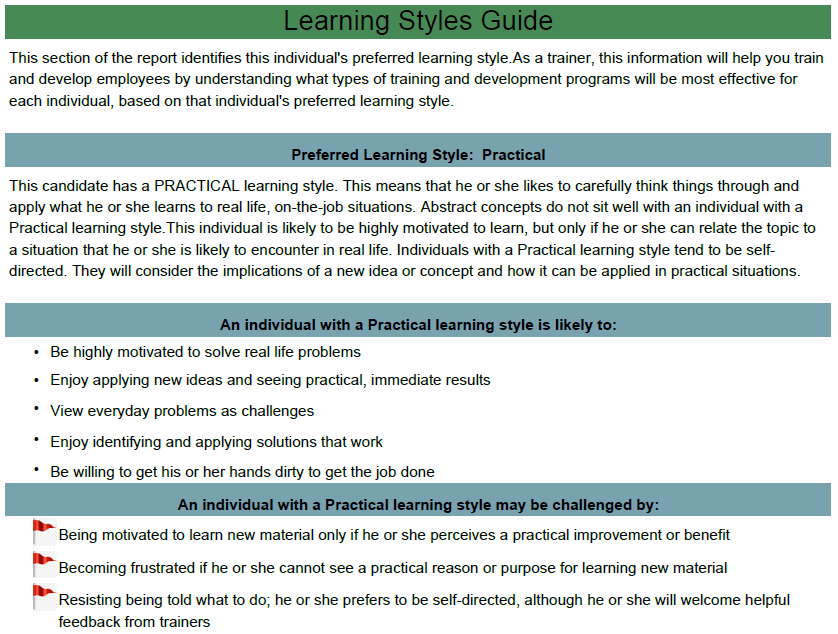 Learning Styles Guide
This section of the report identifies this individual's preferred learning style.As a trainer, this information will help you train
and develop employees by understanding what types of training and development programs will be most effective for
each individual, based on that individual's preferred learning style.
Preferred Learning Style:  Practical
This candidate has a PRACTICAL learning style. This means that he or she likes to carefully think things through and
apply what he or she learns to real life, on-the-job situations. Abstract concepts do not sit well with an individual with a
Practical learning style.This individual is likely to be highly motivated to learn, but only if he or she can relate the topic to
a situation that he or she is likely to encounter in real life. Individuals with a Practical learning style tend to be self-
directed. They will consider the implications of a new idea or concept and how it can be applied in practical situations.
An individual with a Practical learning style is likely to:
• Be highly motivated to solve real life problems
• Enjoy applying new ideas and seeing practical, immediate results
• View everyday problems as challenges
• Enjoy identifying and applying solutions that work
• Be willing to get his or her hands dirty to get the job done
An individual with a Practical learning style may be challenged by:
Being motivated to learn new material only if he or she perceives a practical improvement or benefit
Becoming frustrated if he or she cannot see a practical reason or purpose for learning new material
Resisting being told what to do; he or she prefers to be self-directed, although he or she will welcome helpful
feedback from trainers